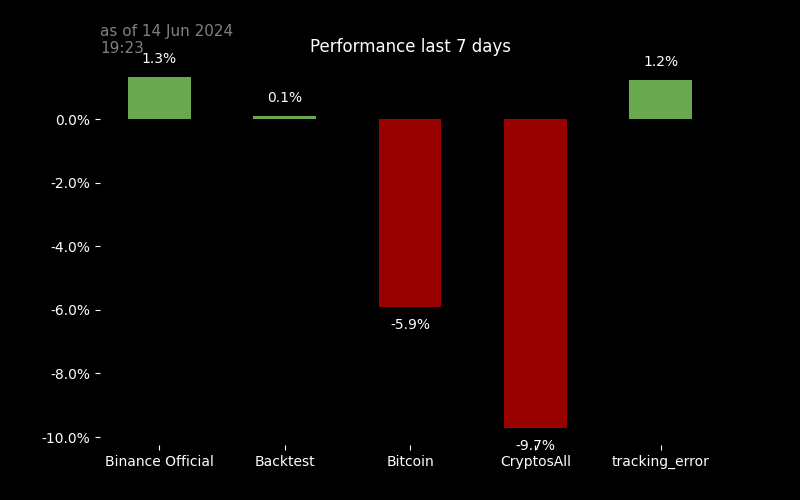 as of 14 Jun 2024
19:23
Performance last 7 days
1.3%
0.1%
-5.9%
-9.7%
1.2%
0.0%
-2.0%
-4.0%
-6.0%
-8.0%
-10.0%
Binance Official
Backtest
Bitcoin
CryptosAll
tracking_error